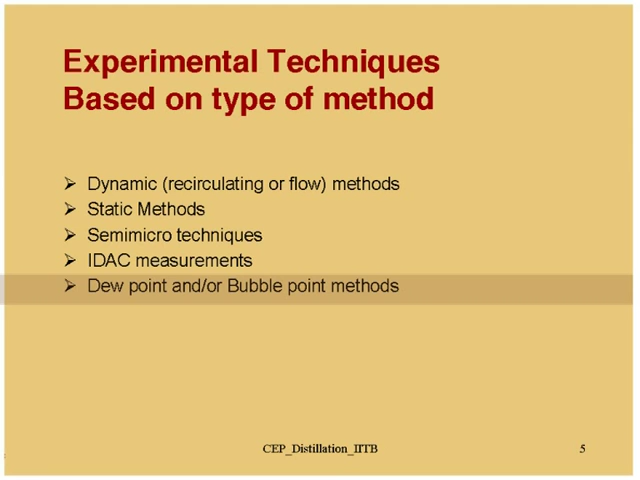 Experimental Techniques
Based on type of method
➢ Dynamic (recirculating or flow) methods
➢ Static Methods
➢ Semimicro techniques
➢ IDAC measurements
➢ Dew point and/or Bubble point methods
CEP_Distillation_IITB 5